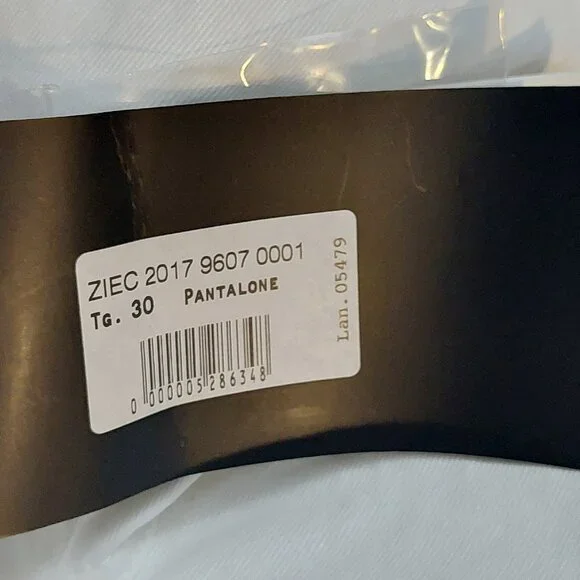 ZIEC 2017 9607 0001
TG. 30 PANTALONE
0 000005 286348
Lan. 05479